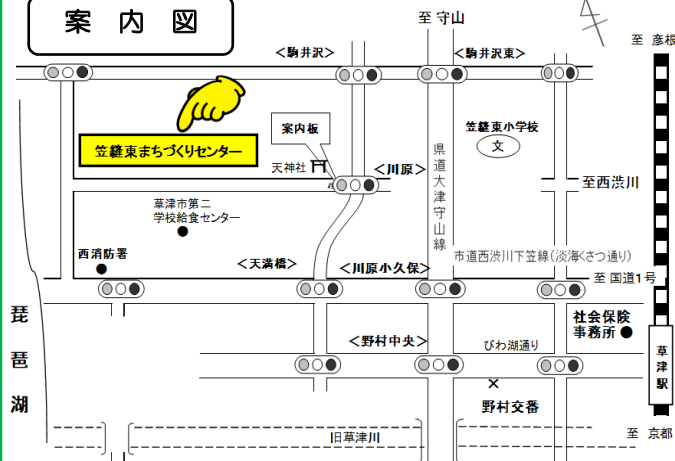 案内図
至 守山
至 彦根
＜駒井沢＞
＜駒井沢東＞
案内板
笠縫東小学校
文
笠縫東まちづくりセンター
天神社
＜川原＞
県道大津守山線
至西渋川
草津市第二
学校給食センター
西消防署
＜天満橋＞
＜川原小久保＞
市道西渋川下笠線(淡海くさつ通り)
至 国道1号
琵琶湖
社会保険
事務所
＜野村中央＞
びわ湖通り
草津駅
野村交番
旧草津川
至 京都